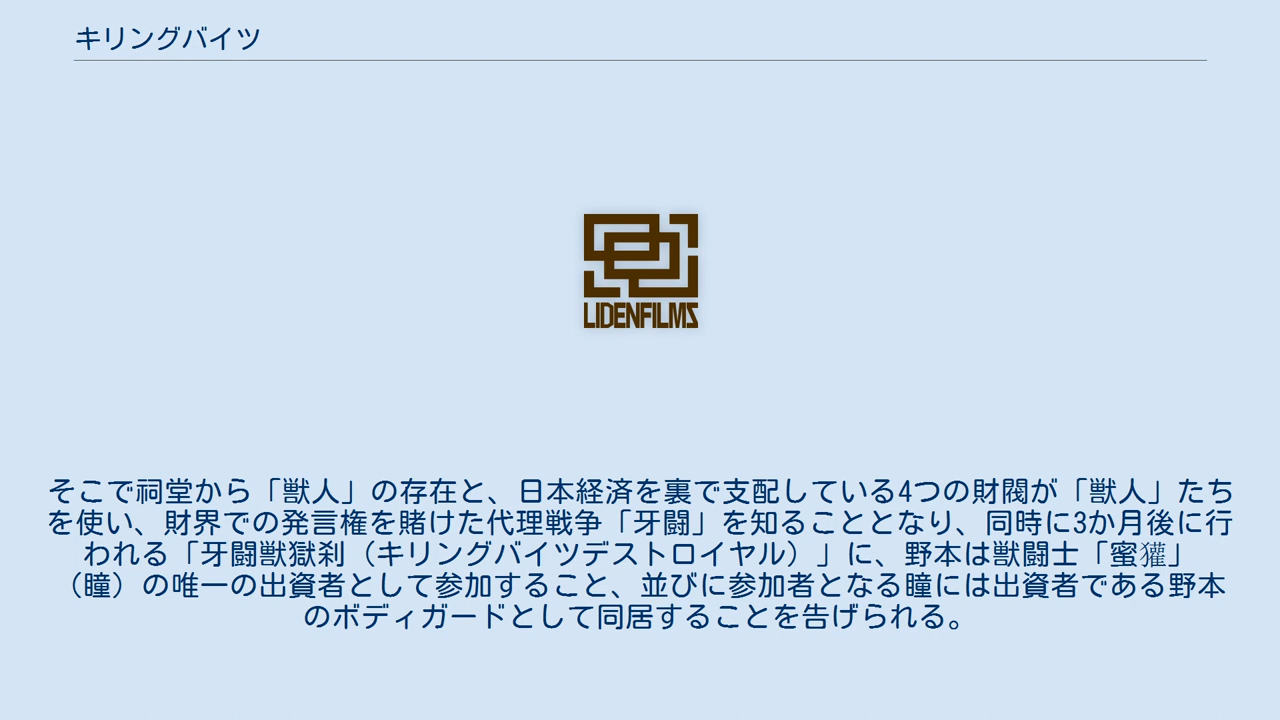 キリングバイツ
LIDENFILMS
そこで祠堂から「獣人」の存在と、日本経済を裏で支配している4つの財閥が「獣人」たち
を使い、財界での発言権を賭けた代理戦争「牙闘」を知ることとなり、同時に3か月後に行
われる「牙闘獣獄刹（キリングバイツデストロイヤル）」に、野本は獣闘士「蜜獾」
（瞳）の唯一の出資者として参加すること、並びに参加者となる瞳には出資者である野本
のボディガードとして同居することを告げられる。